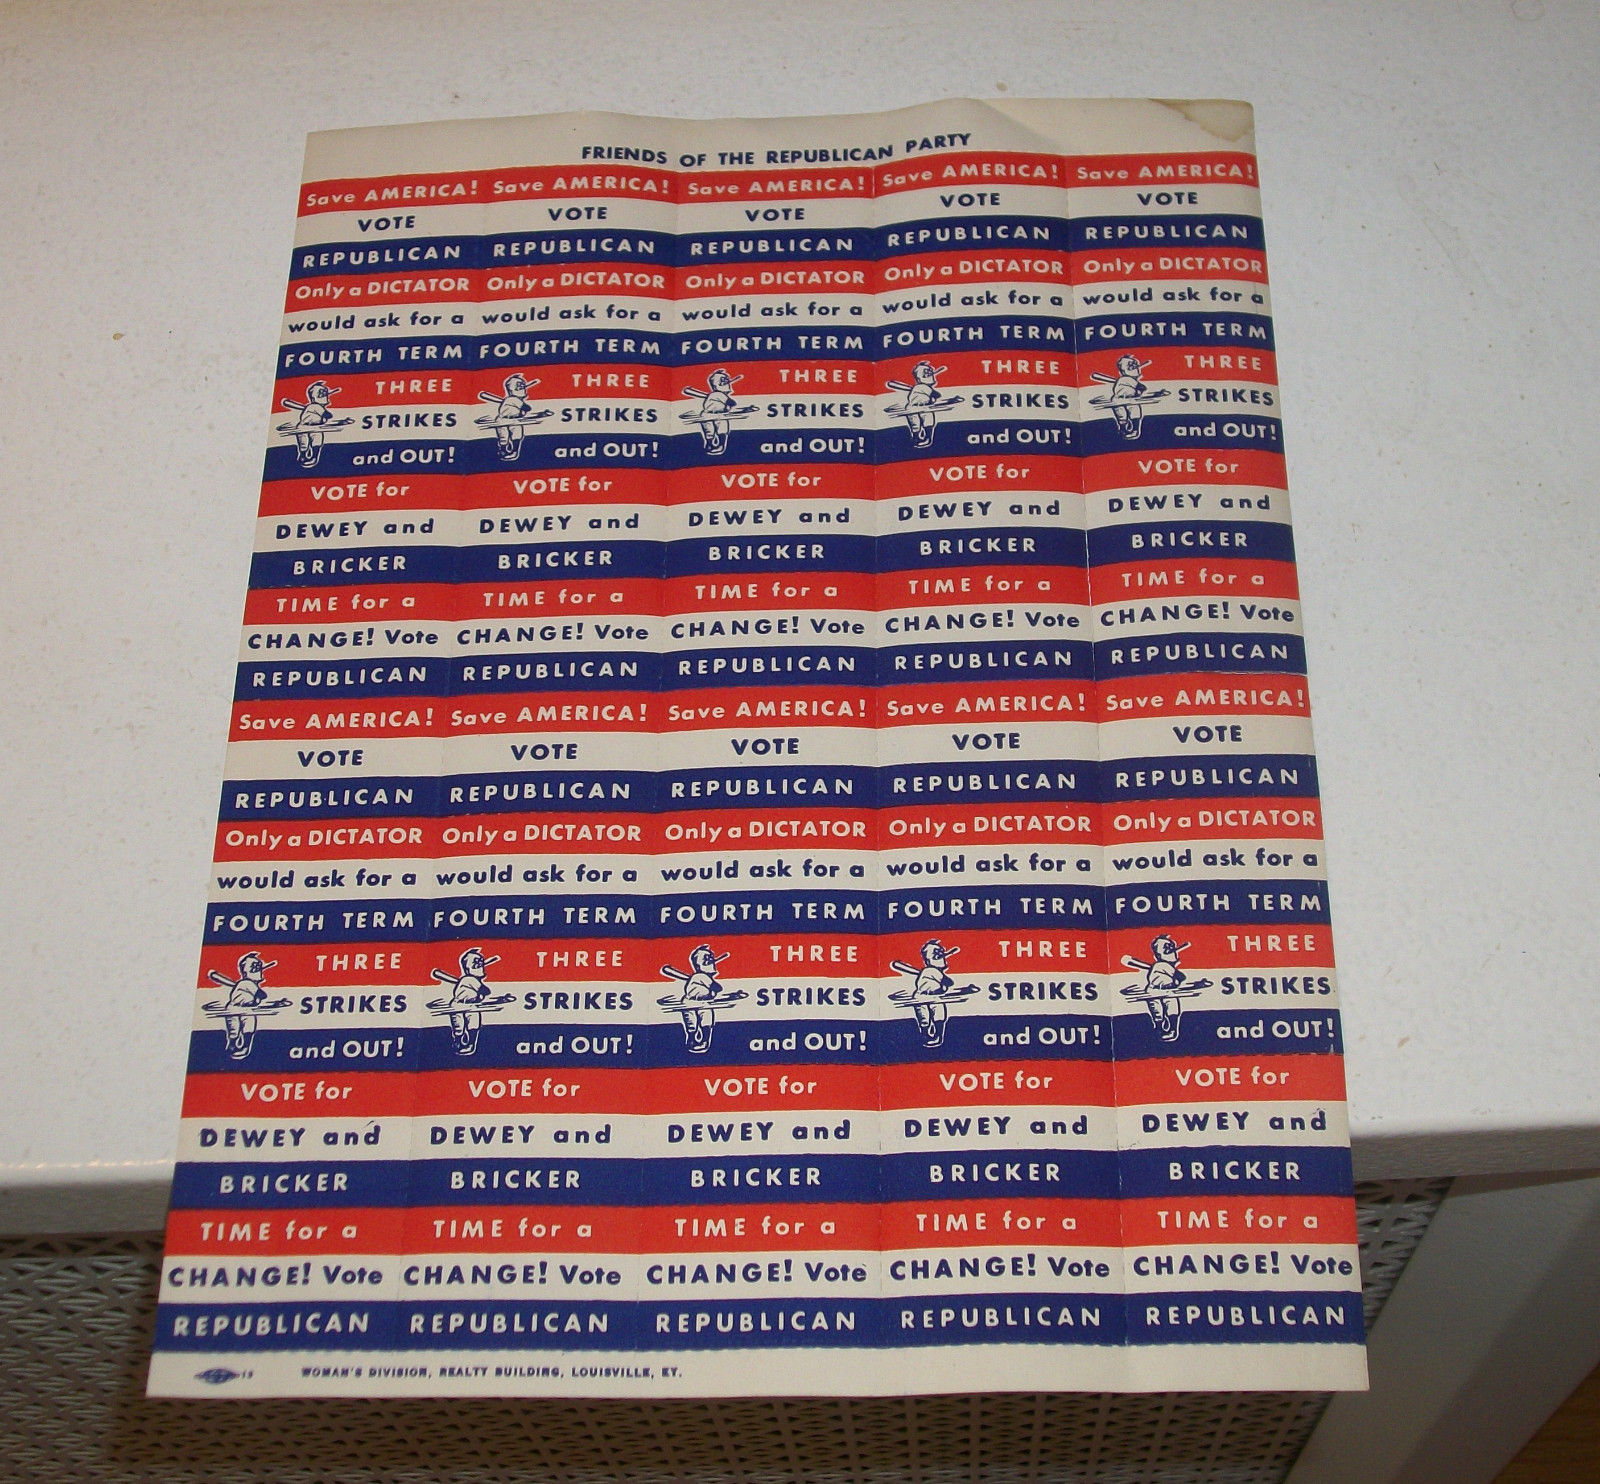 FRIENDS OF THE REPUBLICAN PARTY
Save AMERICA! Save AMERICA! Save AMERICA! Save AMERICA! Save AMERICA!
VOTE VOTE VOTE VOTE VOTE
REPUBLICAN REPUBLICAN REPUBLICAN REPUBLICAN REPUBLICAN
Only a DICTATOR Only a DICTATOR Only a DICTATOR Only a DICTATOR Only a DICTATOR
would ask for a would ask for a would ask for a would ask for a would ask for a
FOURTH TERM FOURTH TERM FOURTH TERM FOURTH TERM FOURTH TERM
THREE THREE THREE THREE THREE
STRIKES STRIKES STRIKES STRIKES STRIKES
and OUT! and OUT! and OUT! and OUT! and OUT!
VOTE for VOTE for VOTE for VOTE for VOTE for
DEWEY and DEWEY and DEWEY and DEWEY and DEWEY and
BRICKER BRICKER BRICKER BRICKER BRICKER
TIME for a TIME for a TIME for a TIME for a TIME for a
CHANGE! Vote CHANGE! Vote CHANGE! Vote CHANGE! Vote CHANGE! Vote
REPUBLICAN REPUBLICAN REPUBLICAN REPUBLICAN REPUBLICAN
Save AMERICA! Save AMERICA! Save AMERICA! Save AMERICA! Save AMERICA!
VOTE VOTE VOTE VOTE VOTE
REPUBLICAN REPUBLICAN REPUBLICAN REPUBLICAN REPUBLICAN
Only a DICTATOR Only a DICTATOR Only a DICTATOR Only a DICTATOR Only a DICTATOR
would ask for a would ask for a would ask for a would ask for a would ask for a
FOURTH TERM FOURTH TERM FOURTH TERM FOURTH TERM FOURTH TERM
THREE THREE THREE THREE THREE
STRIKES STRIKES STRIKES STRIKES STRIKES
and OUT! and OUT! and OUT! and OUT! and OUT!
VOTE for VOTE for VOTE for VOTE for VOTE for
DEWEY and DEWEY and DEWEY and DEWEY and DEWEY and
BRICKER BRICKER BRICKER BRICKER BRICKER
TIME for a TIME for a TIME for a TIME for a TIME for a
CHANGE! Vote CHANGE! Vote CHANGE! Vote CHANGE! Vote CHANGE! Vote
REPUBLICAN REPUBLICAN REPUBLICAN REPUBLICAN REPUBLICAN
WOMAN'S DIVISION, REALTY BUILDING, LOUISVILLE, KY.